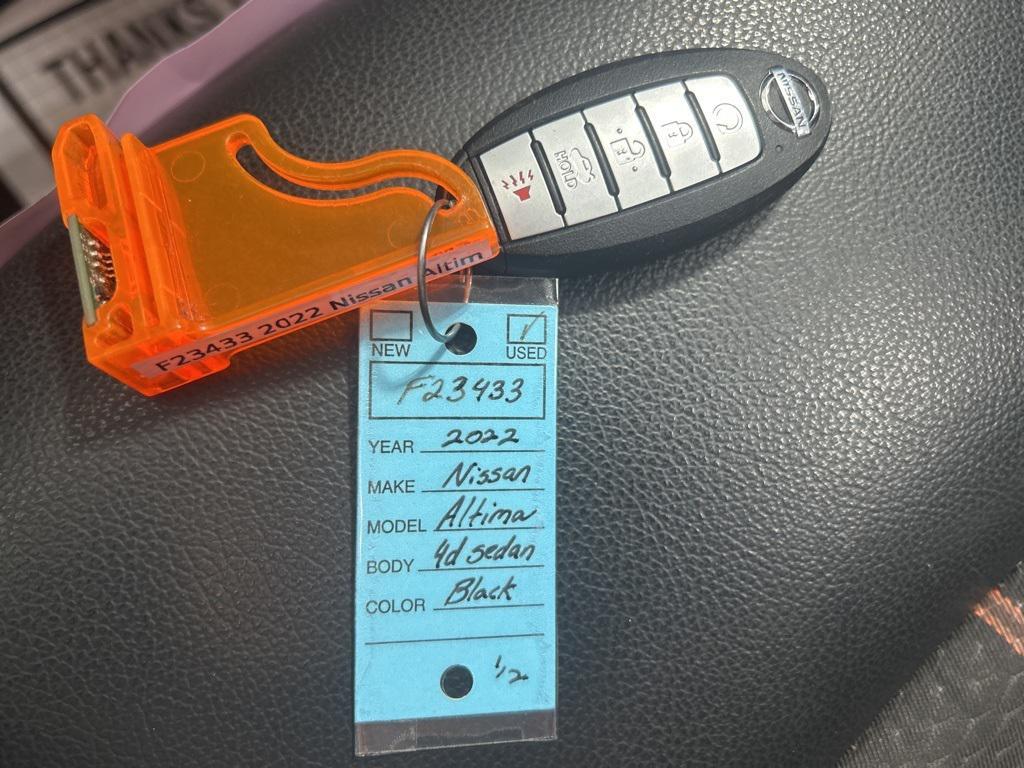 THANKS
NISSAN
HOLD
F23433 2022 Nissan Altim
NEW
USED
F23433
YEAR 2022
MAKE Nissan
MODEL Altima
BODY 4d sedan
COLOR Black
1/2